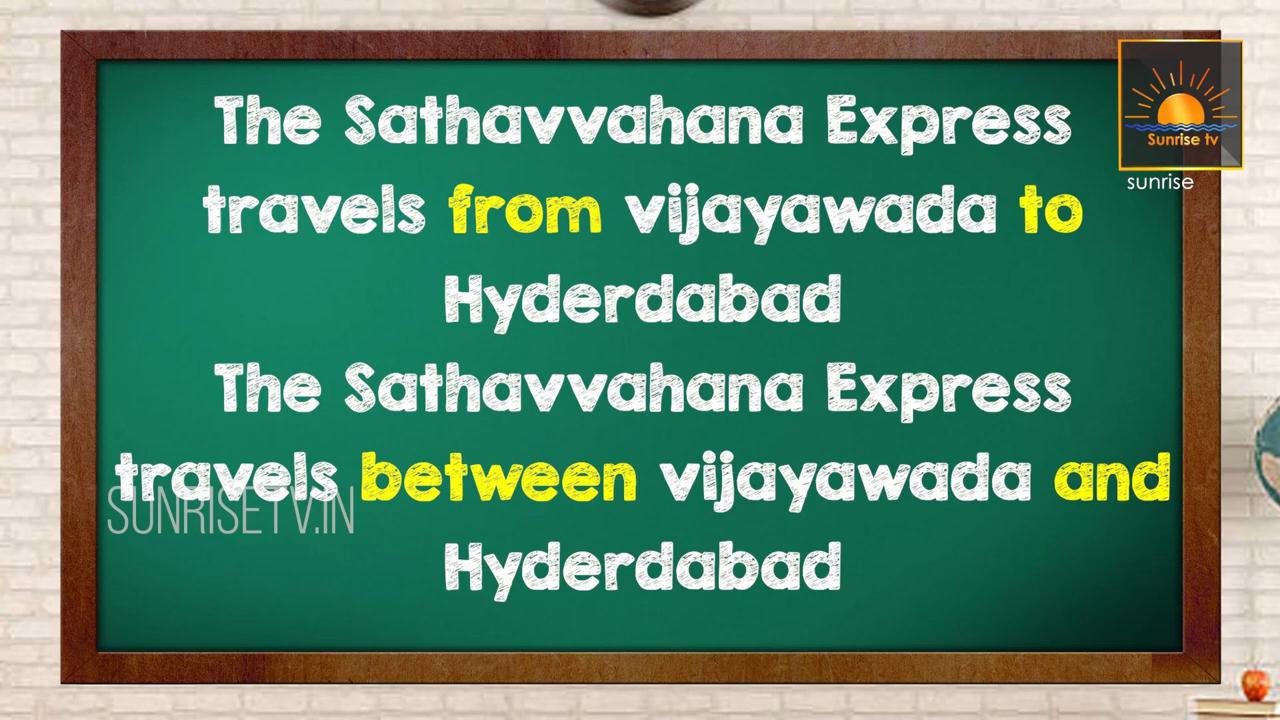 The Sathavvahana Express
travels from vijayawada to
Hyderdabad
The Sathavvahana Express
travels between vijayawada and
Hyderdabad
Sunrise tv
sunrise
SUNRISETV.IN